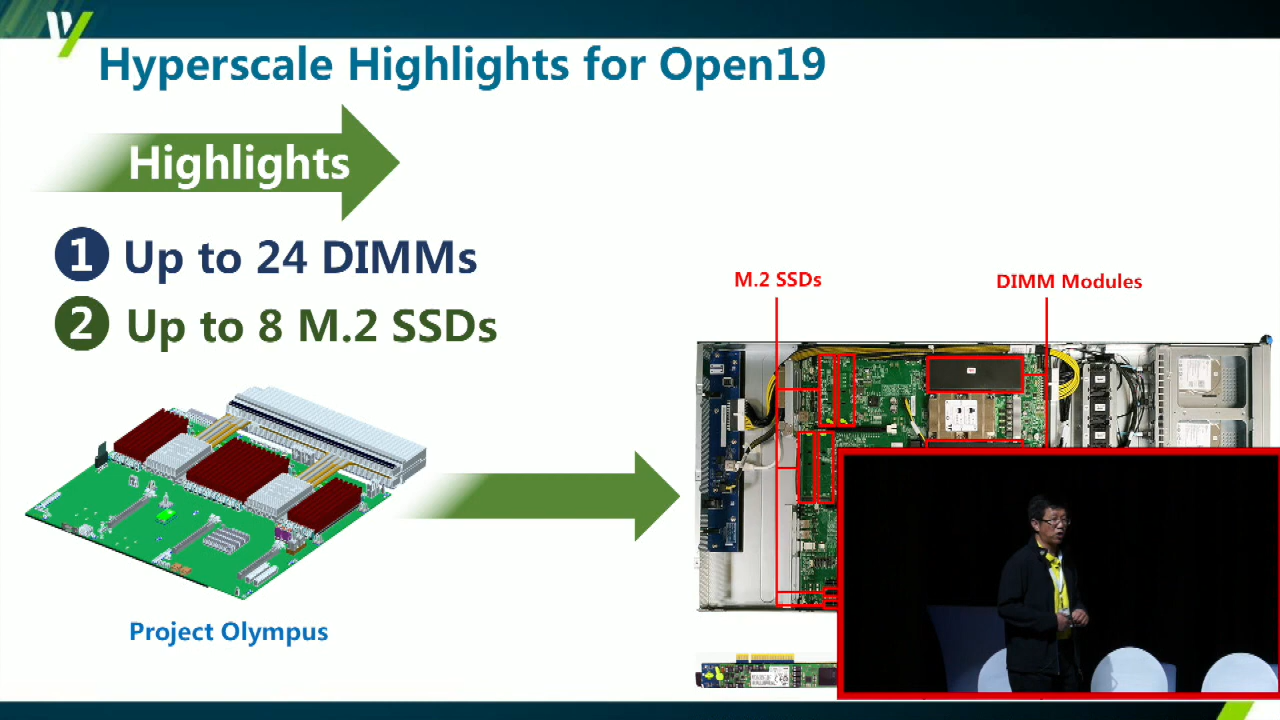 Hyperscale Highlights for Open19
Highlights
1 Up to 24 DIMMs
2 Up to 8 M.2 SSDs
M.2 SSDs
DIMM Modules
Project Olympus